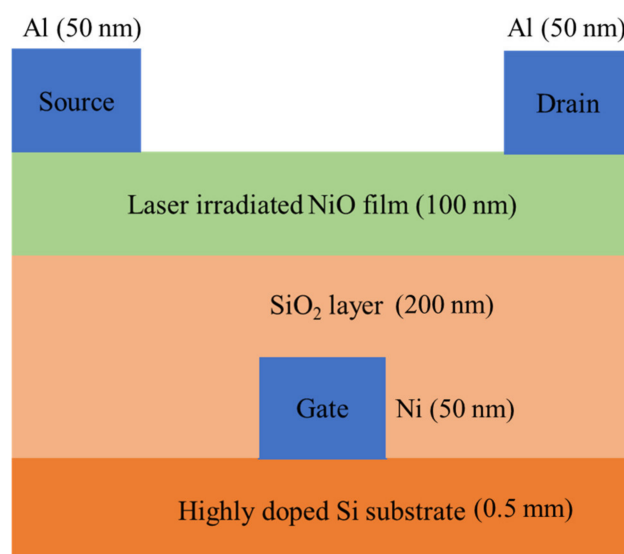 Al (50 nm)
Al (50 nm)
Source
Drain
Laser irradiated NiO film (100 nm)
SiO₂ layer (200 nm)
Gate
Ni (50 nm)
Highly doped Si substrate (0.5 mm)